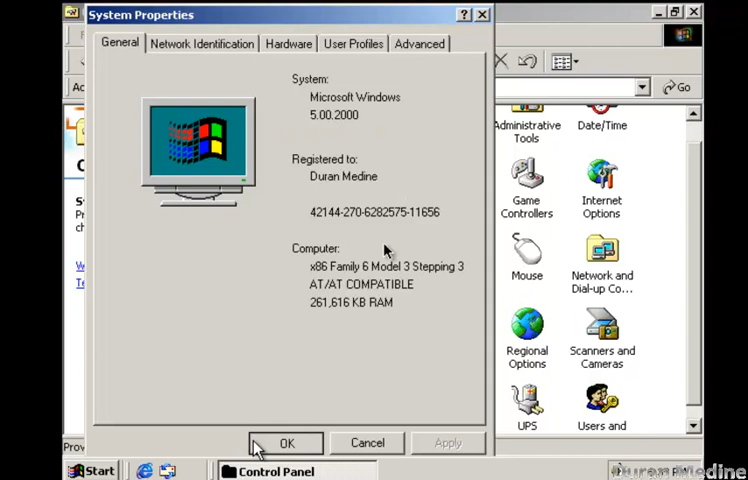 System Properties
General
Network Identification
Hardware
User Profiles
Advanced
System:
Microsoft Windows
5.00.2000
Registered to:
Duran Medine
42144-270-6282575-11656
Computer:
x86 Family 6 Model 3 Stepping 3
AT/AT COMPATIBLE
261,616 KB RAM
OK
Cancel
Apply
Go
Administrative
Tools
Date/Time
Game
Controllers
Internet
Options
Mouse
Network and
Dial-up Co...
Regional
Options
Scanners and
Cameras
UPS
Users and
Start
Control Panel
Duran Medine